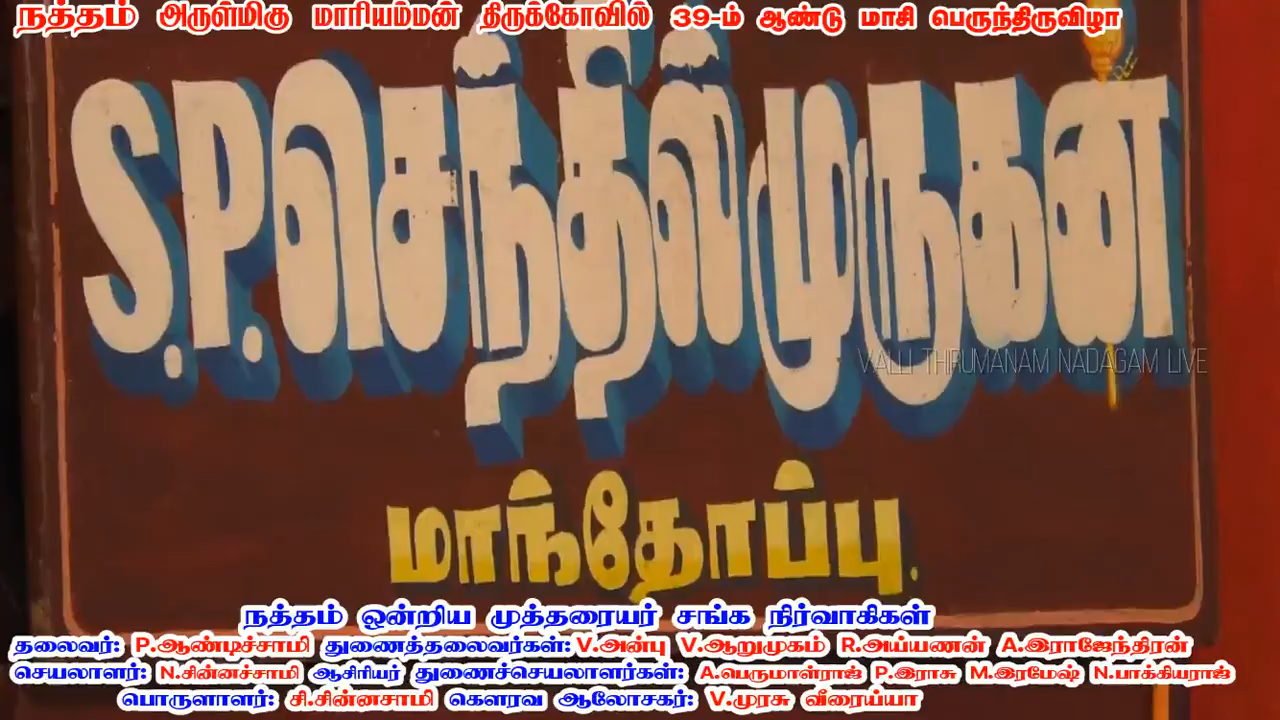 நத்தம் அருள்மிகு மாரியம்மன் திருக்கோவில் 39-ம் ஆண்டு மாசி பெருந்திருவிழா
S.P.செந்தில்முருகன்
VALLI THIRUMANAM NADAGAM LIVE
மாந்தோப்பு.
நத்தம் ஒன்றிய முத்தரையர் சங்க நிர்வாகிகள்
தலைவர்: P.ஆண்டிச்சாமி துணைத்தலைவர்கள்: V.அன்பு V.ஆறுமுகம் R.அய்யணன் A.இராஜேந்திரன்
செயலாளர்: N.சின்னச்சாமி ஆசிரியர் துணைச்செயலாளர்கள்: A.பெருமாள்ராஜ் P.இராசு M.இரமேஷ் N.பாக்கியராஜ்
பொருளாளர்: சி.சின்னசாமி கௌரவ ஆலோசகர்: V.முரசு வீரைய்யா